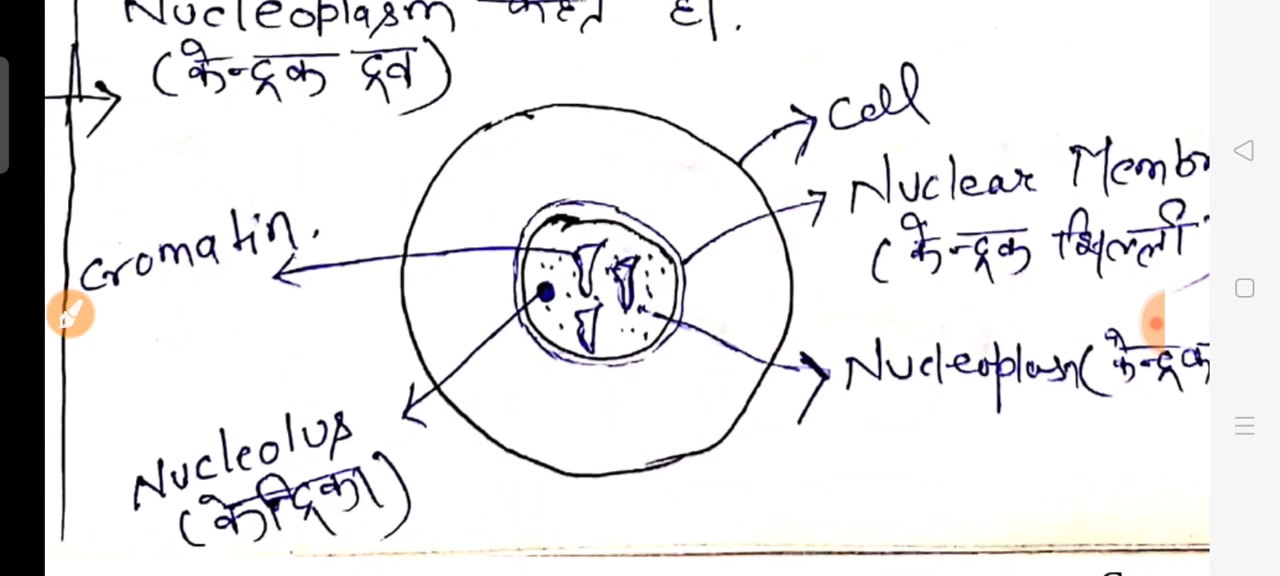 Nucleoplasm कहते हैं.
(केन्द्रक द्रव)
Cell
Nuclear Membr
(केन्द्रक झिल्ली
Cromatin.
Nucleoplasm(केन्द्रक
Nucleolus
(केन्द्रिका)